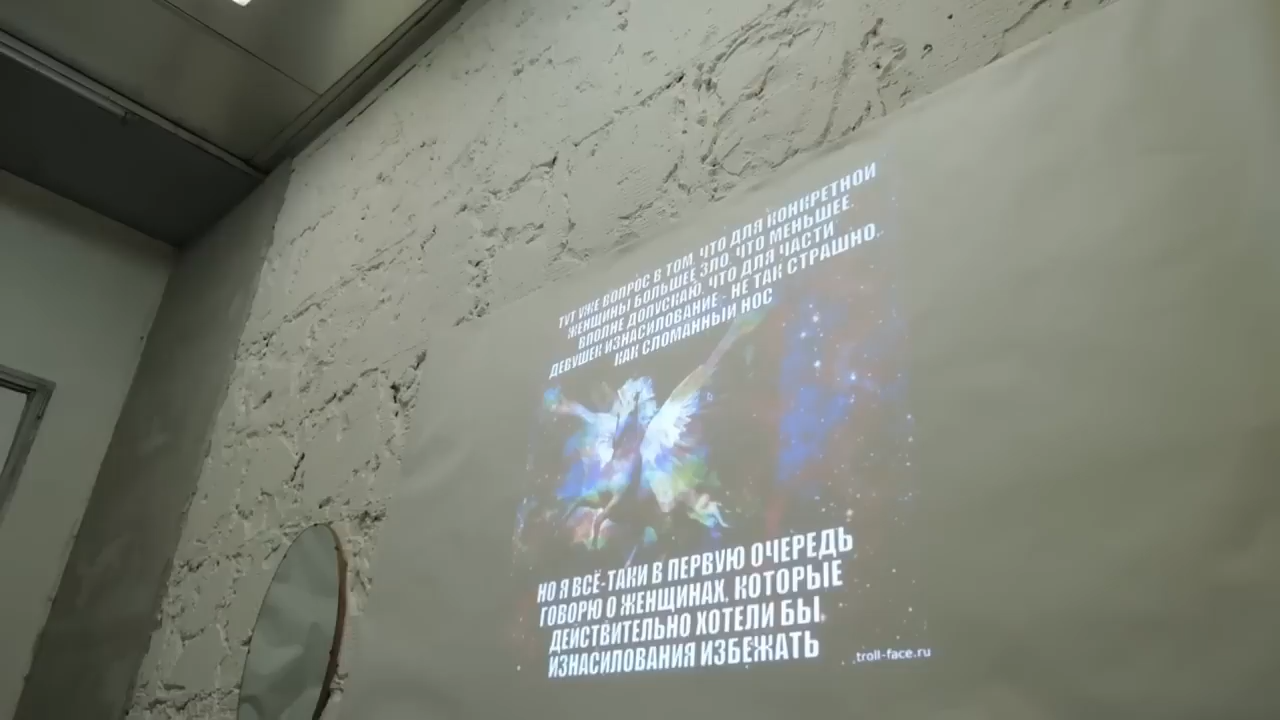 ТУТ УЖЕ ВОПРОС В ТОМ, ЧТО ДЛЯ КОНКРЕТНОЙ
ЖЕНЩИНЫ БОЛЬШЕЕ ЗЛО, ЧТО МЕНЬШЕЕ.
ВПОЛНЕ ДОПУСКАЮ, ЧТО ДЛЯ ЧАСТИ
ДЕВУШЕК ИЗНАСИЛОВАНИЕ - НЕ ТАК СТРАШНО,
КАК СЛОМАННЫЙ НОС
НО Я ВСЁ-ТАКИ В ПЕРВУЮ ОЧЕРЕДЬ
ГОВОРЮ О ЖЕНЩИНАХ, КОТОРЫЕ
ДЕЙСТВИТЕЛЬНО ХОТЕЛИ БЫ
ИЗНАСИЛОВАНИЯ ИЗБЕЖАТЬ
troll-face.ru